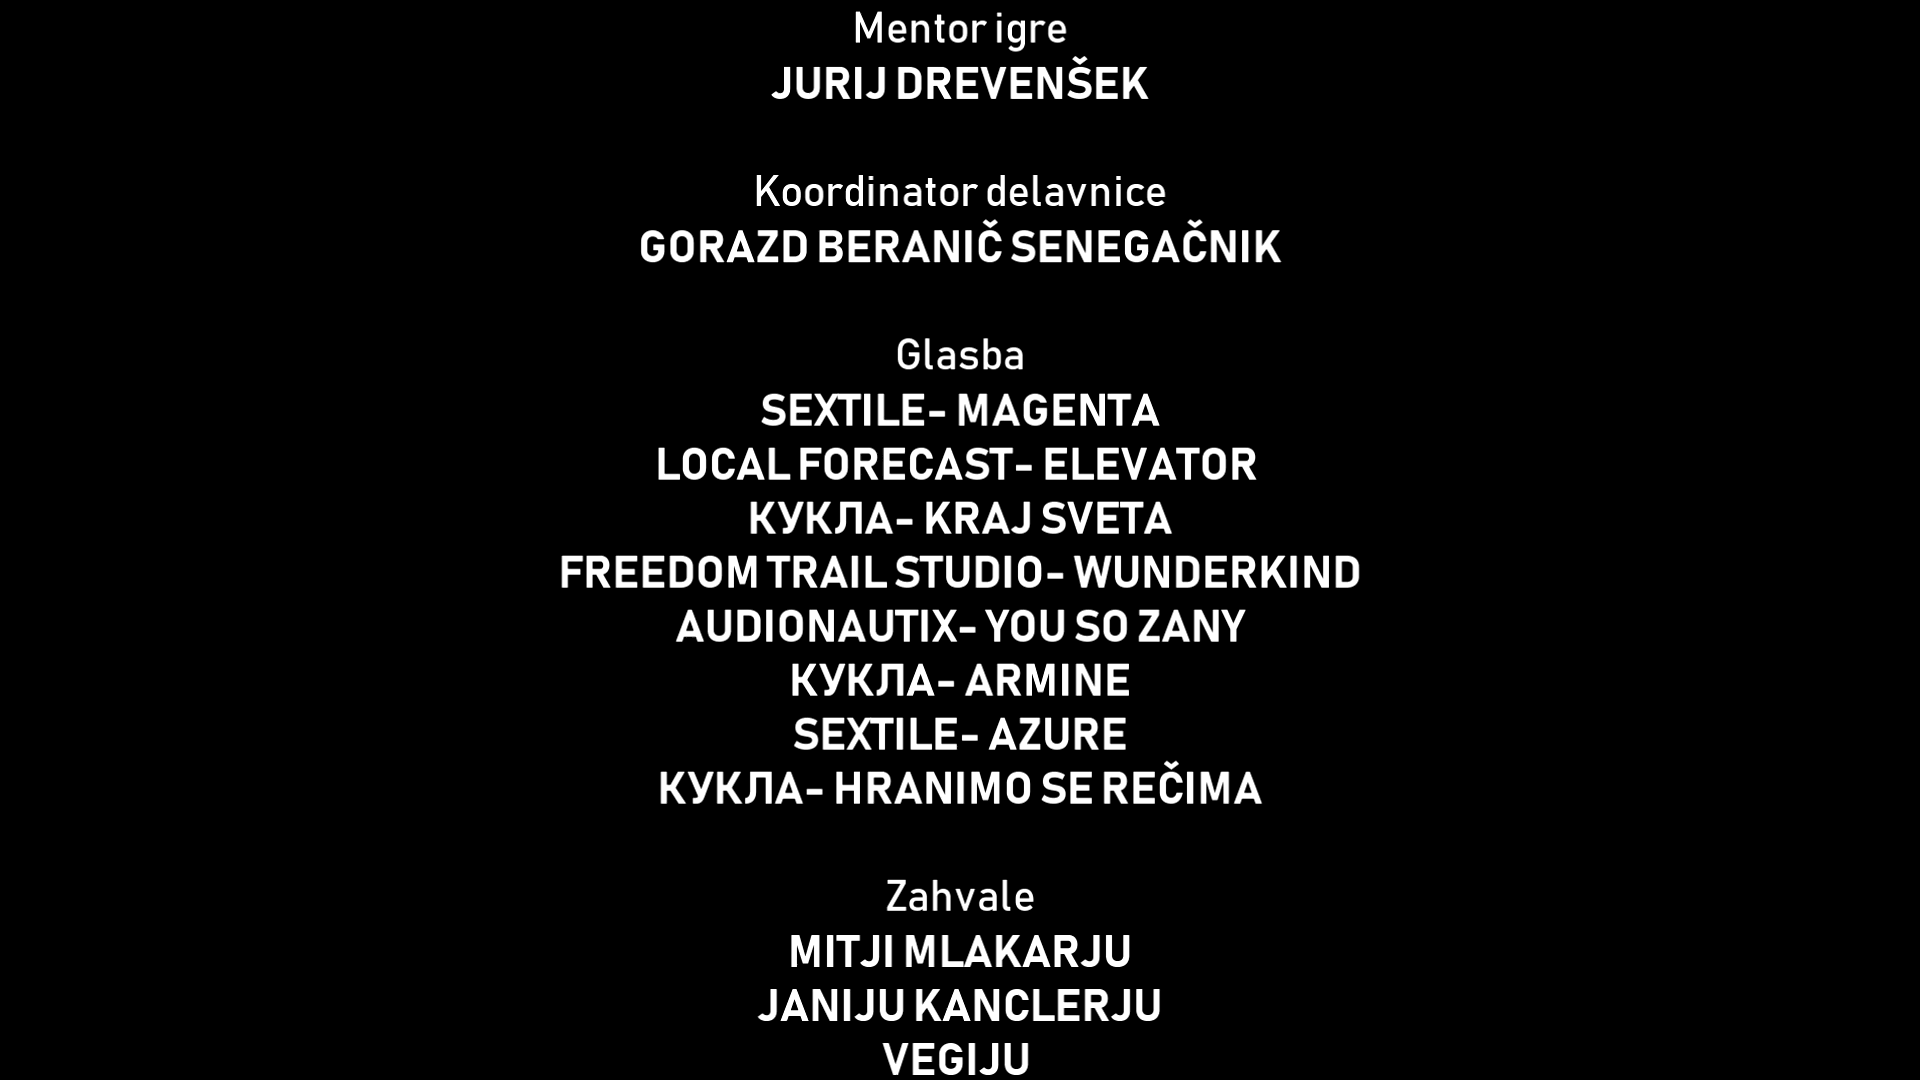 Mentor igre
JURIJ DREVENŠEK
Koordinator delavnice
GORAZD BERANIČ SENEGAČNIK
Glasba
SEXTILE- MAGENTA
LOCAL FORECAST- ELEVATOR
КУКЛА- KRAJ SVETA
FREEDOM TRAIL STUDIO- WUNDERKIND
AUDIONAUTIX- YOU SO ZANY
КУКЛА- ARMINE
SEXTILE- AZURE
КУКЛА- HRANIMO SE REČIMA
Zahvale
MITJI MLAKARJU
JANIJU KANCLERJU
VEGIJU